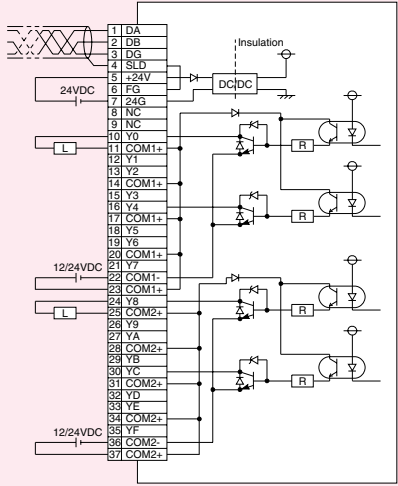 1 DA
2 DB
3 DG
4 SLD
5 +24V
6 FG
7 24G
8 NC
9 NC
10 Y0
11 COM1+
12 Y1
13 Y2
14 COM1+
15 Y3
16 Y4
17 COM1+
18 Y5
19 Y6
20 COM1+
21 Y7
22 COM1-
23 COM1+
24 Y8
25 COM2+
26 Y9
27 YA
28 COM2+
29 YB
30 YC
31 COM2+
32 YD
33 YE
34 COM2+
35 YF
36 COM2-
37 COM2+
24VDC
L
12/24VDC
L
12/24VDC
Insulation
DC DC
R
R
R
R